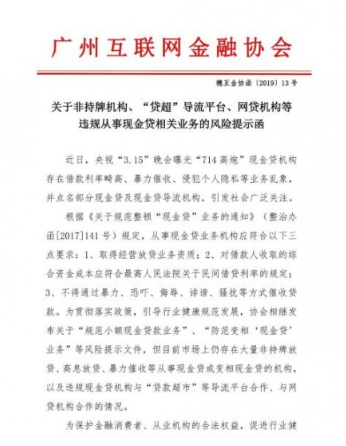 广州互联网金融协会
穗互金协函（2019）13号
关于非持牌机构、“贷超”导流平台、网贷机构等
违规从事现金贷相关业务的风险提示函
近日，央视“3.15”晚会曝光“714高炮”现金贷机构
存在借款利率畸高、暴力催收、侵犯个人隐私等业务乱象，
并点名部分现金贷及现金贷导流机构，引发社会广泛关注。
根据《关于规范整顿“现金贷”业务的通知》（整治办
函[2017]141号）规定，从事现金贷业务机构应符合以下三
点要求：1、取得经营放贷业务资质；2、对借款人收取的综
合资金成本应符合最高人民法院关于民间借贷利率的规定；
3、不得通过暴力、恐吓、侮辱、诽谤、骚扰等方式催收贷
款。为贯彻落实政策，引导行业健康规范发展，协会相继发
布关于“规范小额现金贷款业务”、“防范变相‘现金贷’
业务”等风险提示文件，但目前市场上仍存在大量非持牌放
贷、高息放贷、暴力催收等从事现金贷或变相现金贷的机构，
以及违规现金贷机构与“贷款超市”等导流平台合作、与网
贷机构合作的情况。
为保护金融消费者、从业机构的合法权益，促进行业健